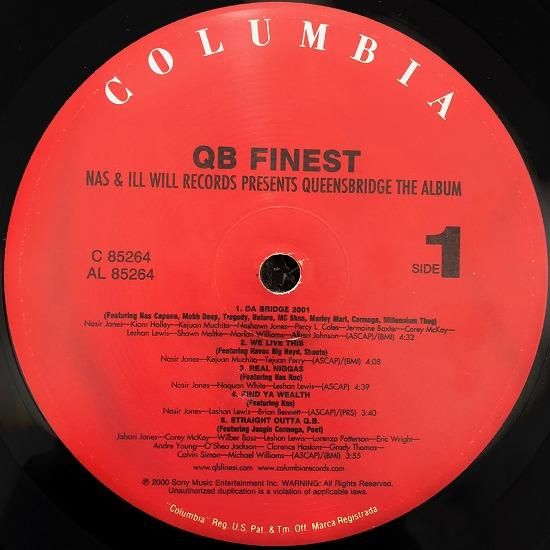 COLUMBIA
QB FINEST
NAS & ILL WILL RECORDS PRESENTS QUEENSBRIDGE THE ALBUM
C 85264
AL 85264
SIDE 1
1. DA BRIDGE 2001
(Featuring Nas Capone, Mobb Deep, Tragedy, Nature, MC Shan, Marley Marl, Cormega, Millennium Thug)
Nasir Jones—Kiam Holley—Kejuan Muchita—Nashawn Jones—Percy L. Coles—Jermaine Baxter—Corey McKay—
Leshan Lewis—Shawn Moltke—Marlon Williams—Albert Johnson—(ASCAP)/(BMI) 4:32
2. WE LIVE THIS
(Featuring Havoc Big Noyd, Shante)
Nasir Jones—Kejuan Muchita—Tejuan Perry—(ASCAP)/(BMI) 4:08
3. REAL NIGGAS
(Featuring Nas Ruc)
Nasir Jones—Naquan White—Leshan Lewis—(ASCAP) 4:39
4. FIND YA WEALTH
(Featuring Nas)
Nasir Jones—Leshan Lewis—Brian Bennett—(ASCAP)/(PRS) 3:40
5. STRAIGHT OUTTA Q.B.
(Featuring Jungle Cormega, Poet)
Jabari Jones—Corey McKay—Wilber Bass—Leshan Lewis—Lorenzo Patterson—Eric Wright—
Andre Young—O'Shea Jackson—Clarence Haskins—Grady Thomas—
Calvin Simon—Michael Williams—(ASCAP)/(BMI) 3:55
www.qbfinest.com www.columbiarecords.com
℗ 2000 Sony Music Entertainment Inc. WARNING: All Rights Reserved.
Unauthorized duplication is a violation of applicable laws.
"Columbia" Reg. U.S. Pat. & Tm. Off. Marca Registrada